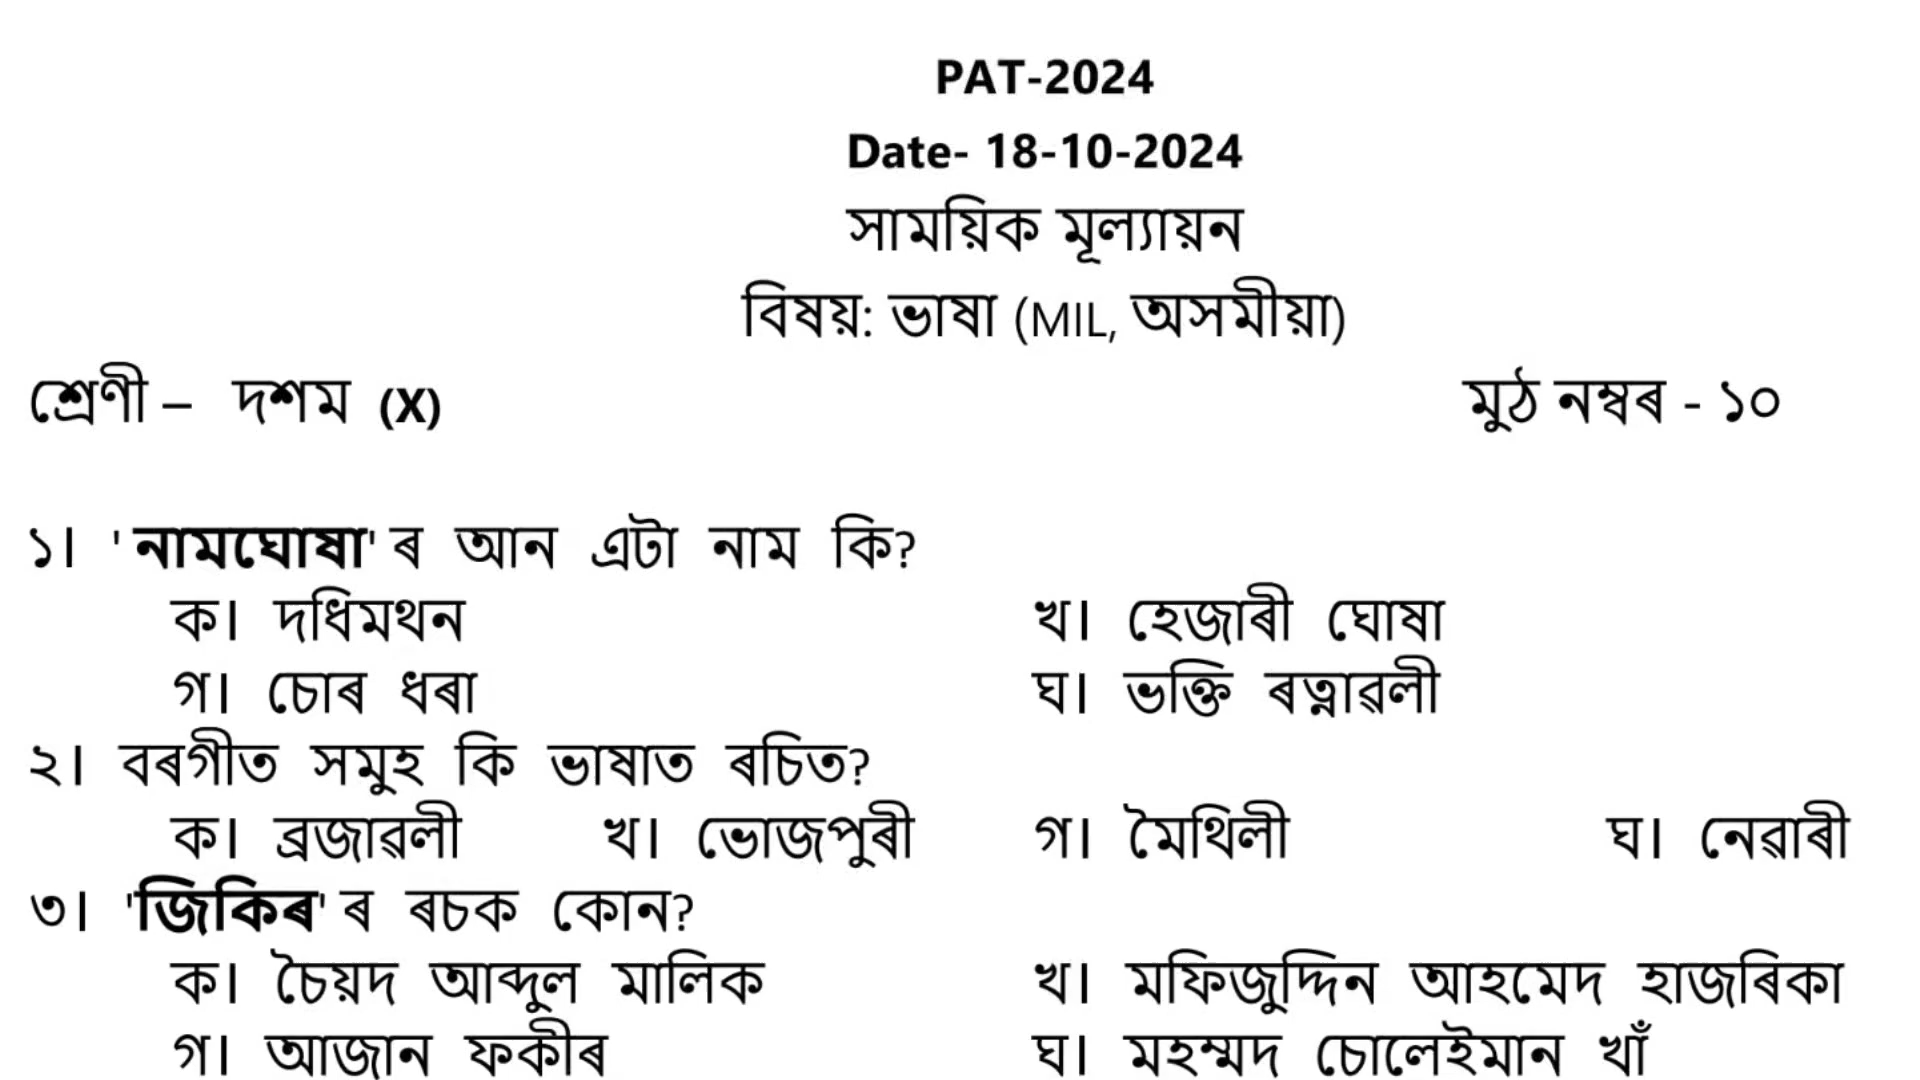 PAT-2024
Date- 18-10-2024
সাময়িক মূল্যায়ন
বিষয়: ভাষা (MIL, অসমীয়া)
শ্ৰেণী – দশম (X) মুঠ নম্বৰ - ১০
১। 'নামঘোষা' ৰ আন এটা নাম কি?
ক। দধিমথন খ। হেজাৰী ঘোষা
গ। চোৰ ধৰা ঘ। ভক্তি ৰত্নাৱলী
২। বৰগীত সমুহ কি ভাষাত ৰচিত?
ক। ব্ৰজাৱলী খ। ভোজপুৰী গ। মৈথিলী ঘ। নেৱাৰী
৩। 'জিকিৰ' ৰ ৰচক কোন?
ক। চৈয়দ আব্দুল মালিক খ। মফিজুদ্দিন আহমেদ হাজৰিকা
গ। আজান ফকীৰ ঘ। মহম্মদ চোলেইমান খাঁ